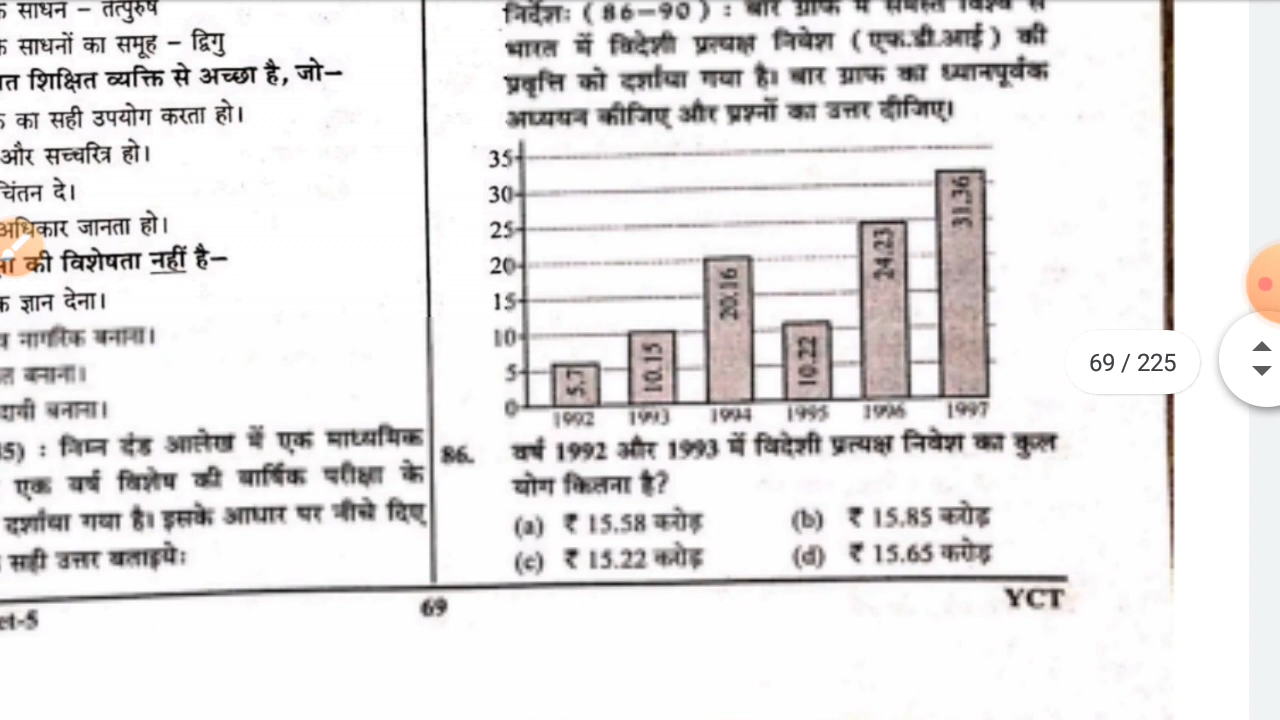 साधन – तत्पुरुष
साधनों का समूह – द्विगु
शिक्षित व्यक्ति से अच्छा है, जो–
का सही उपयोग करता हो।
और सच्चरित्र हो।
चिंतन दे।
अधिकार जानता हो।
की विशेषता नहीं है–
ज्ञान देना।
नागरिक बनाना।
बनाना।
बनाना।
5) : निम्न दंड आलेख में एक माध्यमिक
एक वर्ष विशेष की वार्षिक परीक्षा के
दर्शाया गया है। इसके आधार पर नीचे दिए
सही उत्तर बताइये:
निर्देश: (86–90) : बार ग्राफ में समस्त विश्व से
भारत में विदेशी प्रत्यक्ष निवेश (एफ.डी.आई) की
प्रवृत्ति को दर्शाया गया है। बार ग्राफ का ध्यानपूर्वक
अध्ययन कीजिए और प्रश्नों का उत्तर दीजिए।
35
30
25
20
15
10
5
0
5.7
10.15
20.16
10.22
24.23
31.36
1992 1993 1994 1995 1996 1997
86. वर्ष 1992 और 1993 में विदेशी प्रत्यक्ष निवेश का कुल
योग कितना है?
(a) ₹ 15.58 करोड़ (b) ₹ 15.85 करोड़
(c) ₹ 15.22 करोड़ (d) ₹ 15.65 करोड़
69
YCT
69 / 225